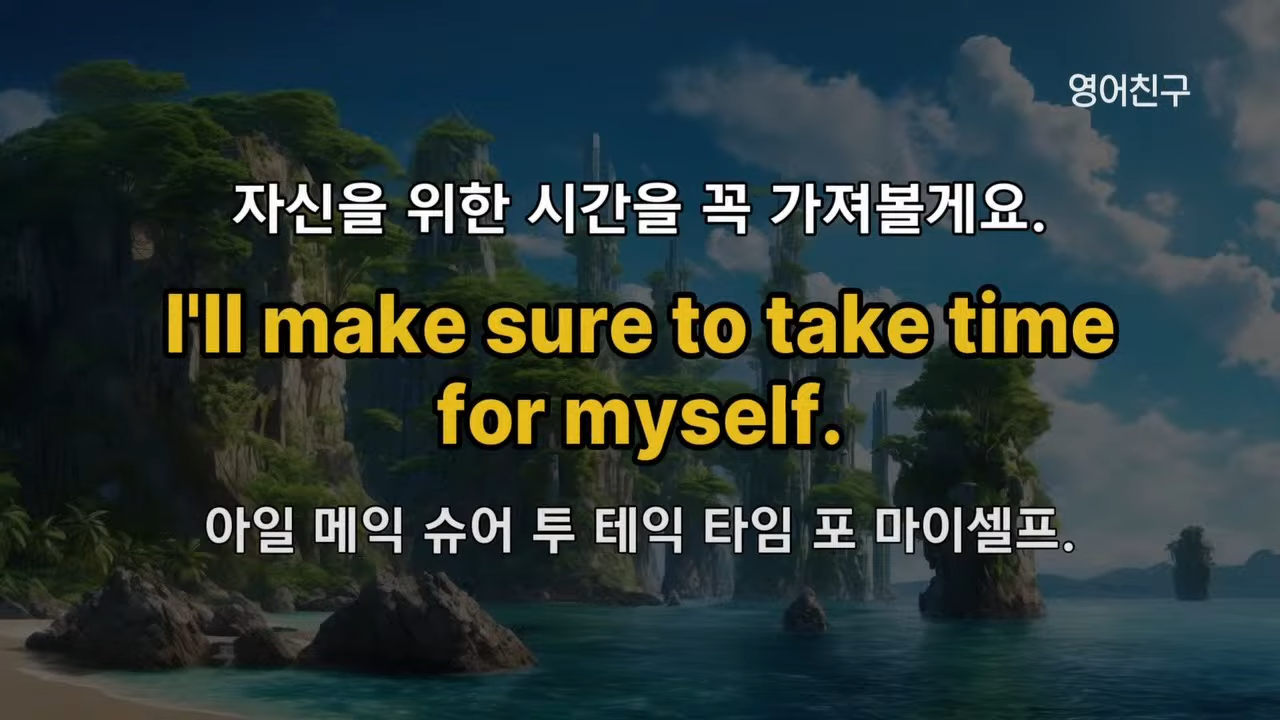 영어친구
자신을 위한 시간을 꼭 가져볼게요.
I'll make sure to take time
for myself.
아일 메익 슈어 투 테익 타임 포 마이셀프.